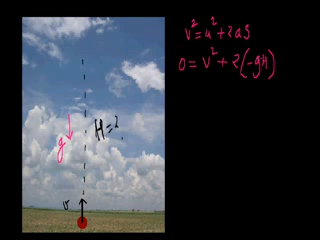 v² = u² + 2as
0 = v² + 2(-gH)
H = ?
g
v